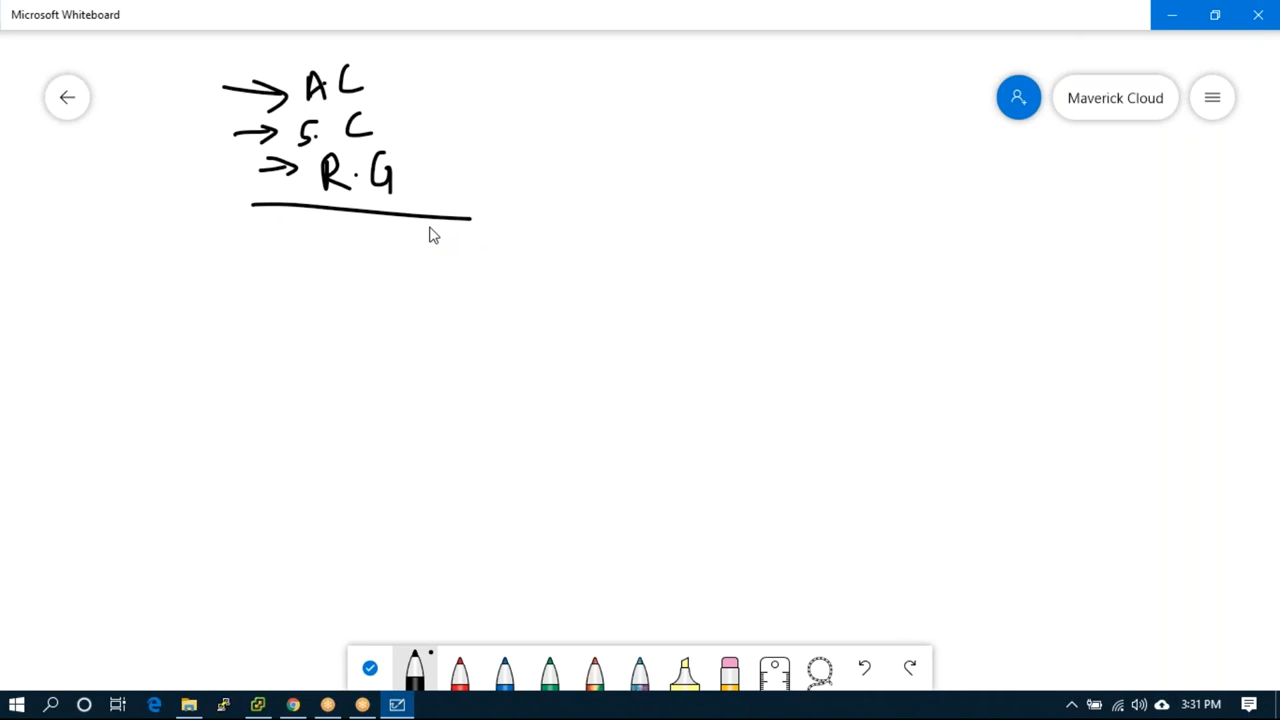 Microsoft Whiteboard
→ A.C
→ S. C
→ R.G
Maverick Cloud
3:31 PM